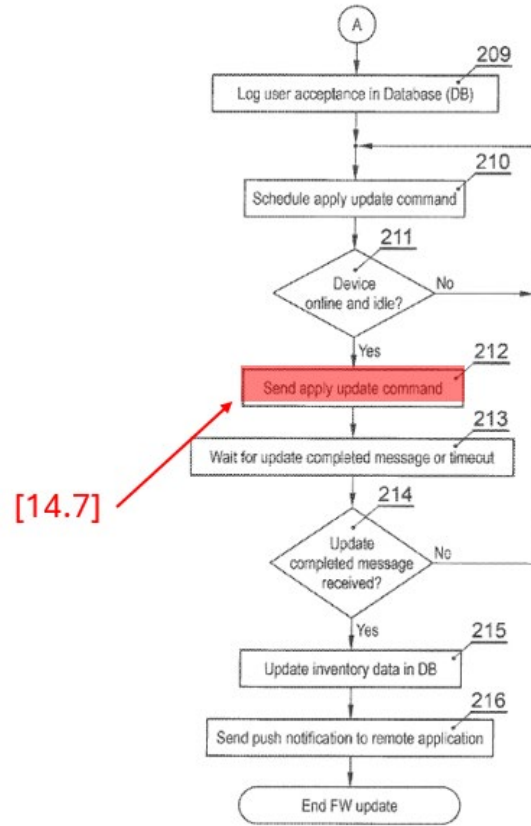 A
209
Log user acceptance in Database (DB)
210
Schedule apply update command
211
Device
online and idle?
No
Yes
212
Send apply update command
213
Wait for update completed message or timeout
[14.7]
214
Update
completed message
received?
No
Yes
215
Update inventory data in DB
216
Send push notification to remote application
End FW update